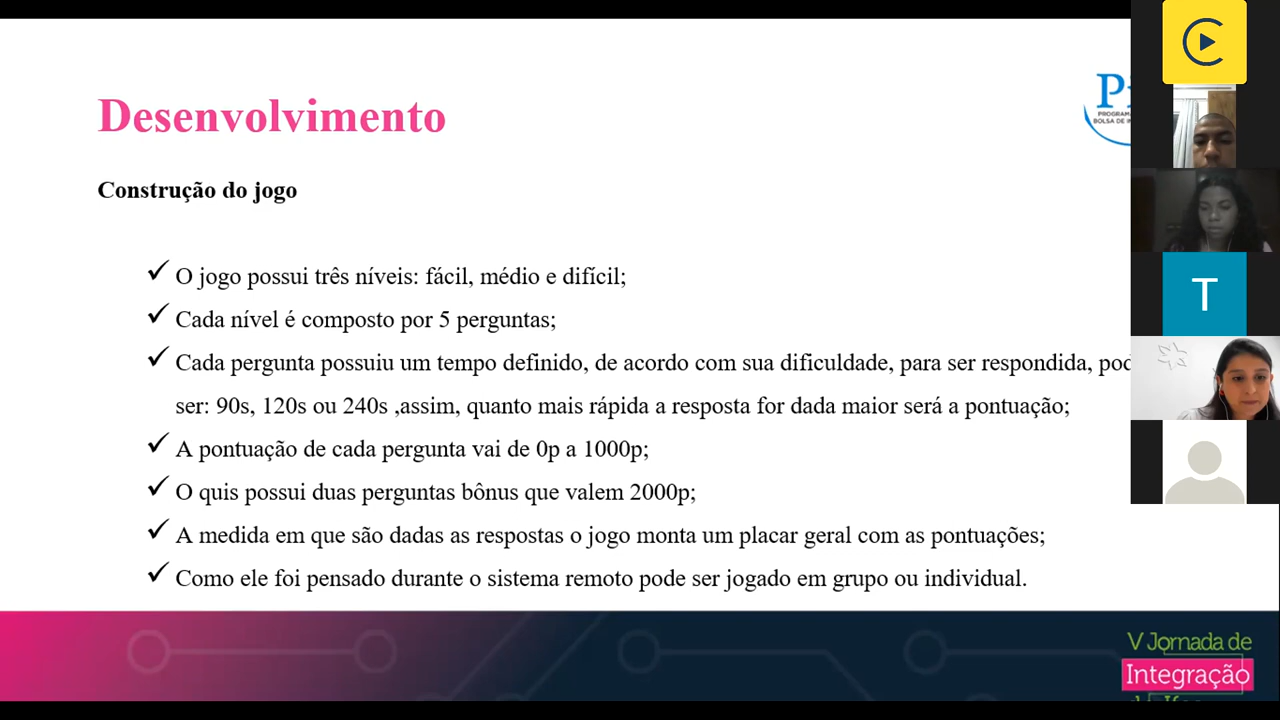 Desenvolvimento
Construção do jogo
✓ O jogo possui três níveis: fácil, médio e difícil;
✓ Cada nível é composto por 5 perguntas;
✓ Cada pergunta possuiu um tempo definido, de acordo com sua dificuldade, para ser respondida,
ser: 90s, 120s ou 240s ,assim, quanto mais rápida a resposta for dada maior será a pontuação;
✓ A pontuação de cada pergunta vai de 0p a 1000p;
✓ O quis possui duas perguntas bônus que valem 2000p;
✓ A medida em que são dadas as respostas o jogo monta um placar geral com as pontuações;
✓ Como ele foi pensado durante o sistema remoto pode ser jogado em grupo ou individual.
BOLSA DE
T
V Jornada de
Integração